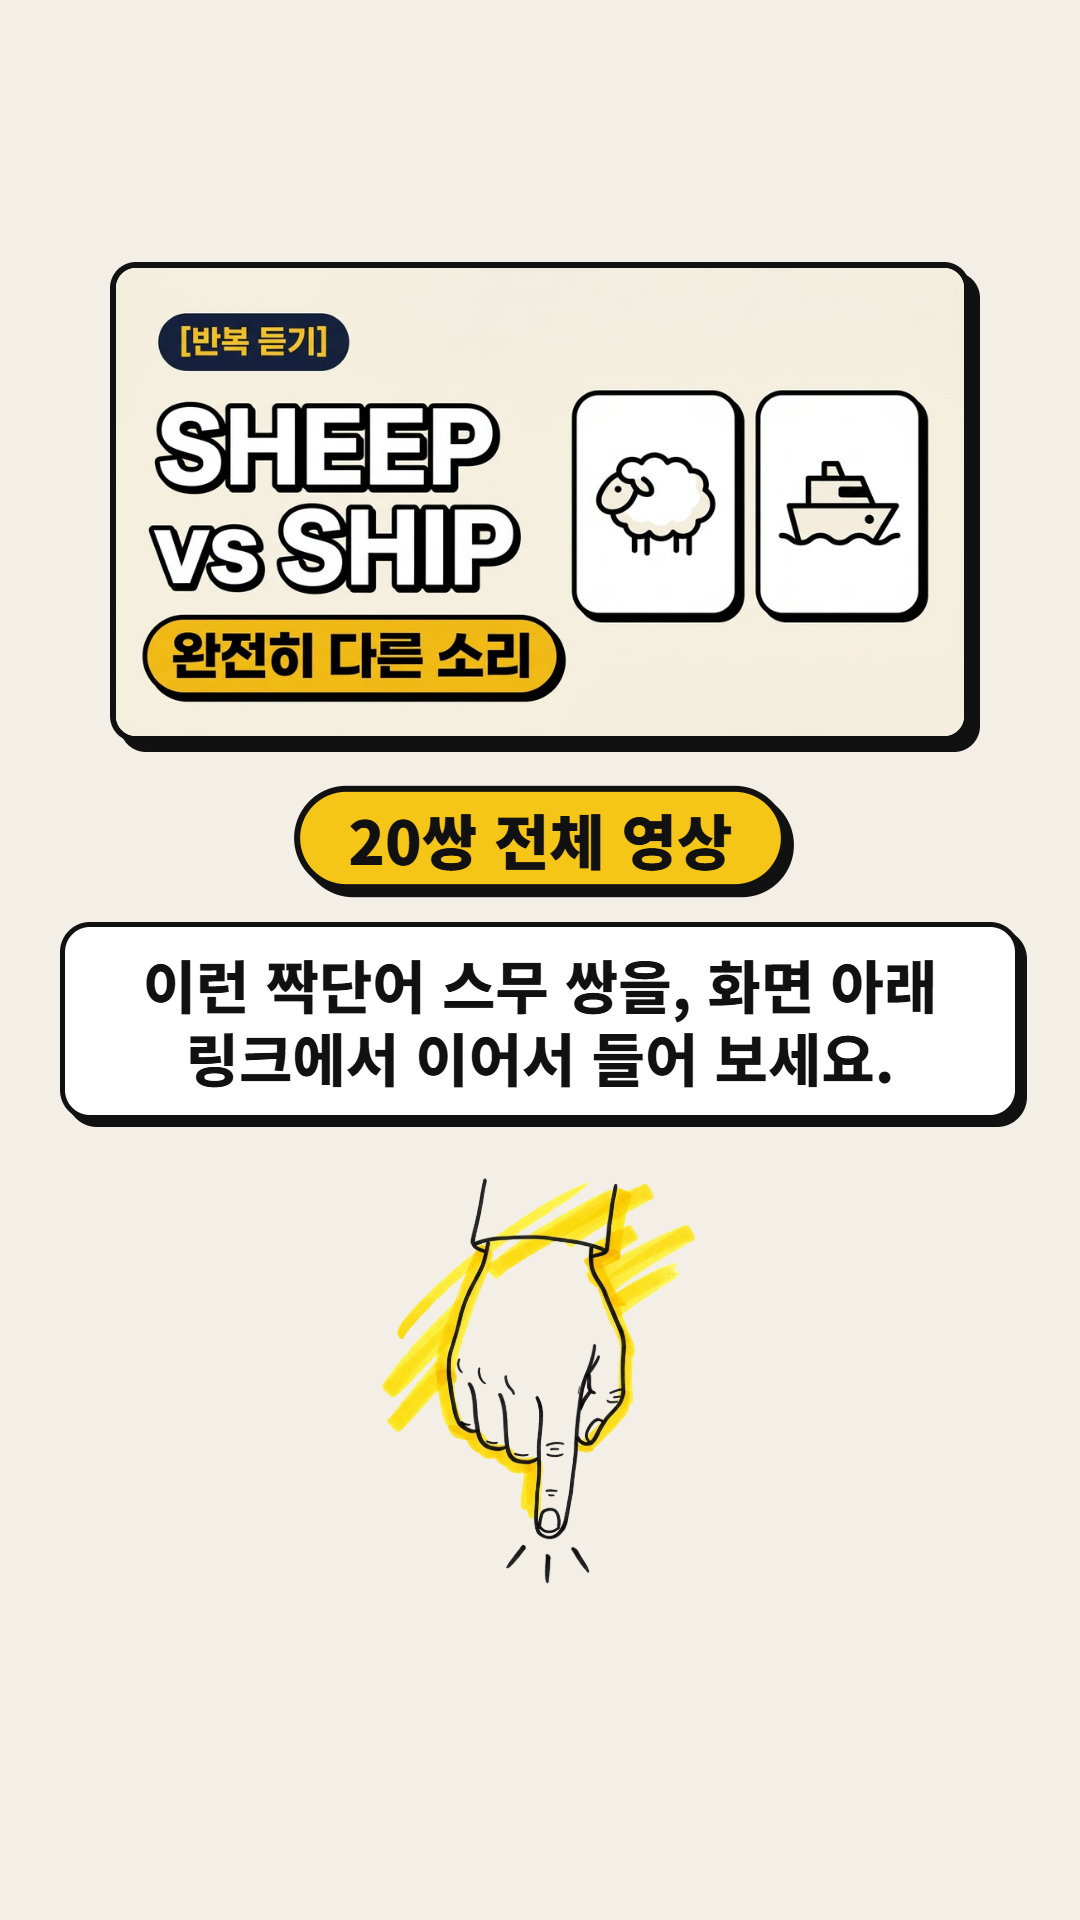 [반복 듣기]
SHEEP
vs SHIP
완전히 다른 소리
20쌍 전체 영상
이런 짝단어 스무 쌍을, 화면 아래
링크에서 이어서 들어 보세요.